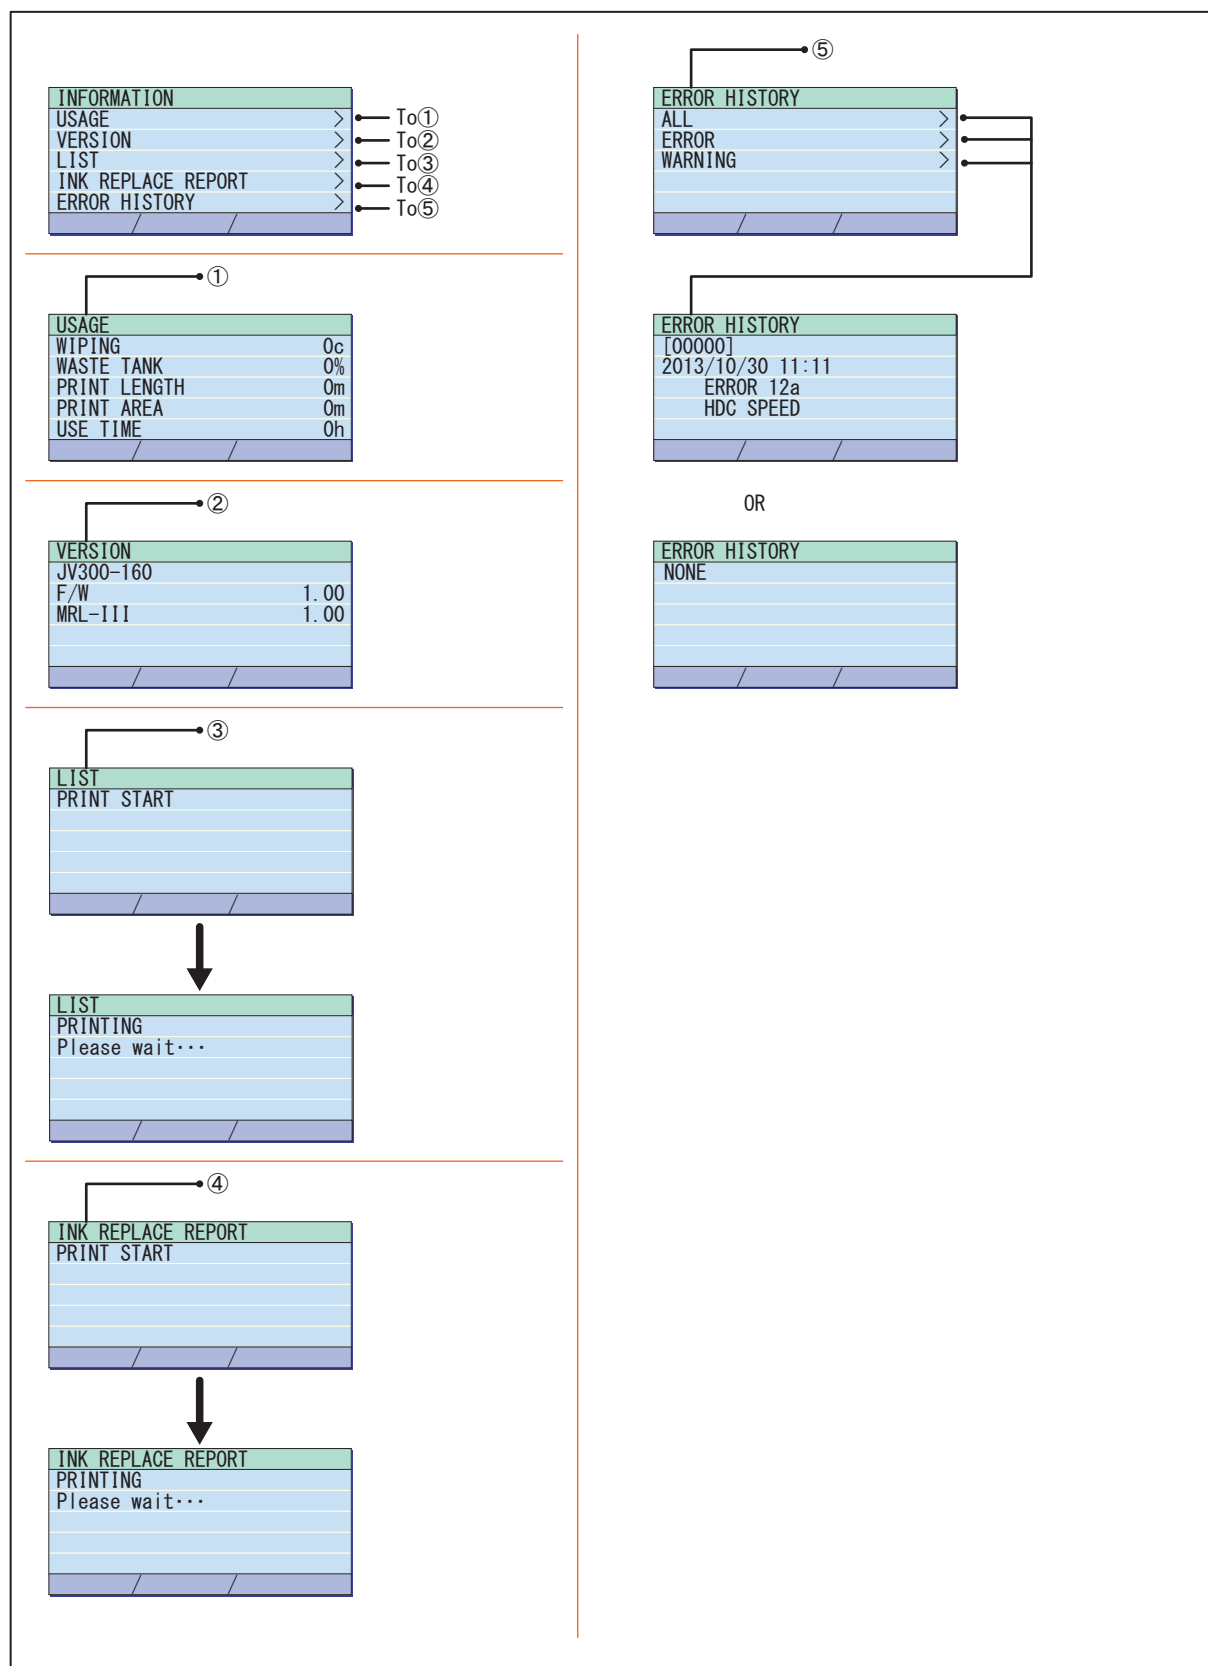 INFORMATION
USAGE > To①
VERSION > To②
LIST > To③
INK REPLACE REPORT > To④
ERROR HISTORY > To⑤
①
USAGE
WIPING 0c
WASTE TANK 0%
PRINT LENGTH 0m
PRINT AREA 0m
USE TIME 0h
②
VERSION
JV300-160
F/W 1.00
MRL-III 1.00
③
LIST
PRINT START
LIST
PRINTING
Please wait···
④
INK REPLACE REPORT
PRINT START
INK REPLACE REPORT
PRINTING
Please wait···
⑤
ERROR HISTORY
ALL >
ERROR >
WARNING >
ERROR HISTORY
[00000]
2013/10/30 11:11
ERROR 12a
HDC SPEED
OR
ERROR HISTORY
NONE